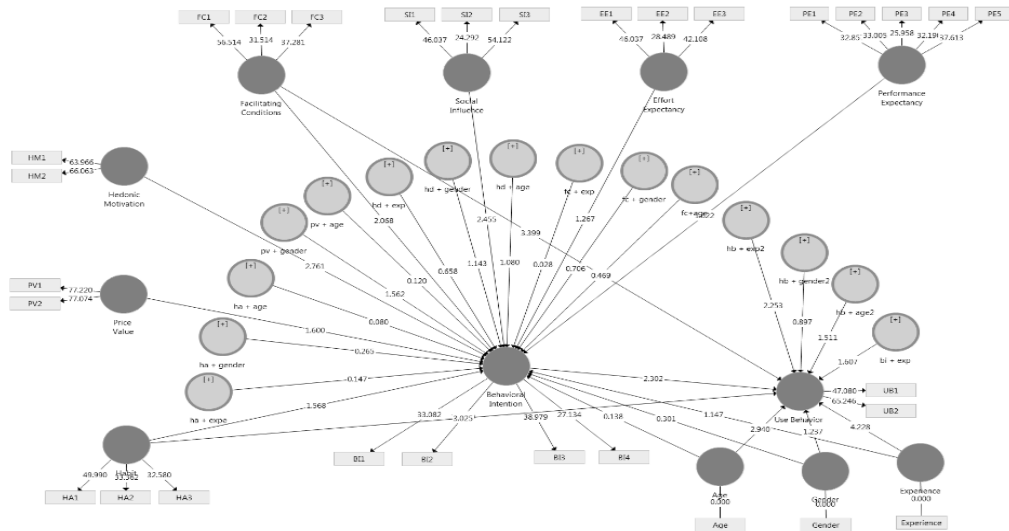 FC1 FC2 FC3 SI1 SI2 SI3 EE1 EE2 EE3 PE1 PE2 PE3 PE4 PE5
56.514 31.514 37.281 46.037 24.292 54.122 46.037 28.489 42.108 33.005 25.958 37.613
Facilitating
Conditions
Social
Influence
Effort
Expectancy
Performance
Expectancy
HM1 63.966
HM2 66.063
Hedonic
Motivation
[+] pv + gender
[+] pv + age
[+] hd + exp
[+] hd + gender
[+] hd + age
[+] fc + exp
[+] fc + gender
[+] fc+age
[+] hb + exp2
[+] hb + gender2
[+] hb + age2
[+] bi + exp
2.068 2.455 1.267 3.399
2.761 0.658 1.143 1.080 0.028 0.706 0.469
0.120 1.562
2.253 0.897 1.511 1.607
PV1 77.220
PV2 77.074
Price
Value
[+] ha + age
0.080
1.600
[+] ha + gender
0.265
[+] ha + expe
0.147
1.568
Behavioral
Intention
2.302
Use Behavior
47.080 UB1
65.246 UB2
33.082 3.025 38.979 27.134 0.138 0.301 1.147
2.940 1.237 4.228
BI1 BI2 BI3 BI4
Habit
49.990 32.580
HA1 HA2 HA3
Age
0.000
Age
Gender
0.000
Gender
Experience
0.000
Experience